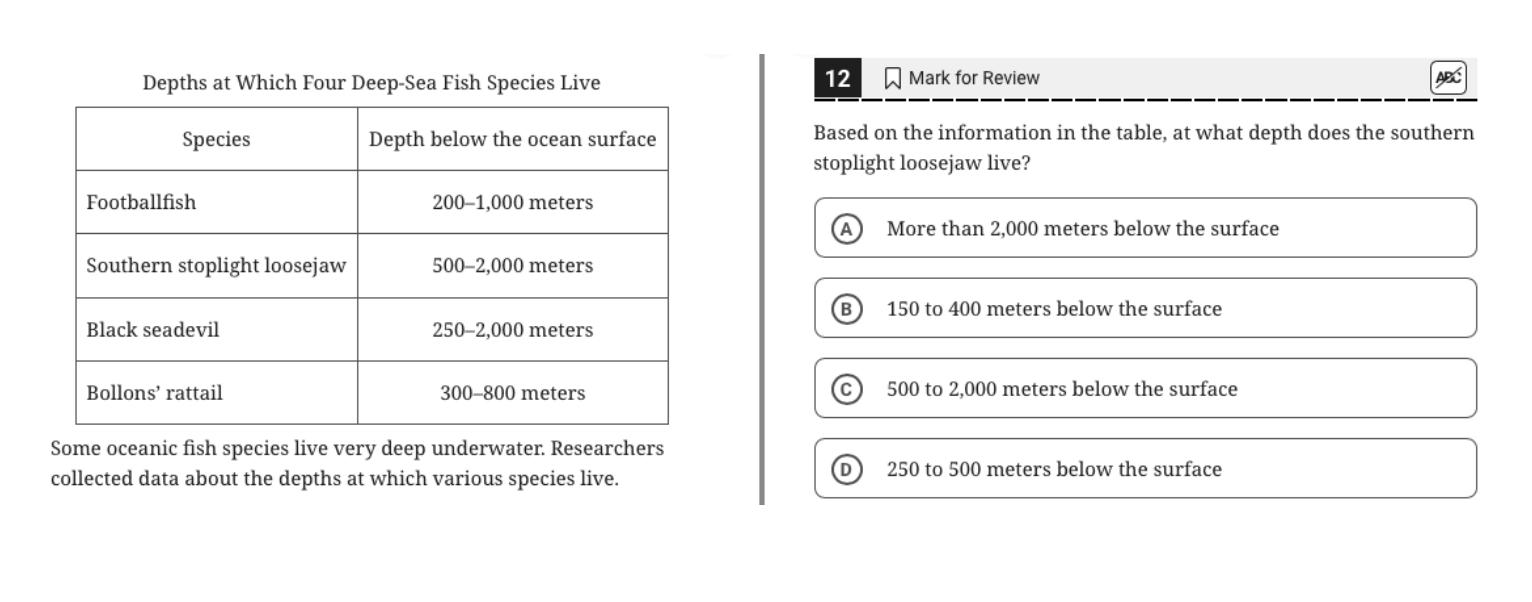 Depths at Which Four Deep-Sea Fish Species Live
Species Depth below the ocean surface
Footballfish 200–1,000 meters
Southern stoplight loosejaw 500–2,000 meters
Black seadevil 250–2,000 meters
Bollons’ rattail 300–800 meters
Some oceanic fish species live very deep underwater. Researchers
collected data about the depths at which various species live.
12 Mark for Review ABC
Based on the information in the table, at what depth does the southern
stoplight loosejaw live?
A More than 2,000 meters below the surface
B 150 to 400 meters below the surface
C 500 to 2,000 meters below the surface
D 250 to 500 meters below the surface